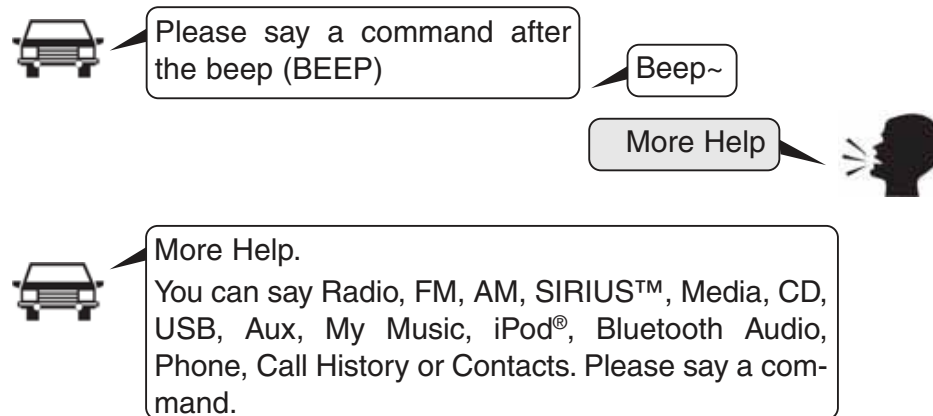 Please say a command after
the beep (BEEP)
Beep~
More Help
More Help.
You can say Radio, FM, AM, SIRIUS™, Media, CD,
USB, Aux, My Music, iPod®, Bluetooth Audio,
Phone, Call History or Contacts. Please say a com-
mand.